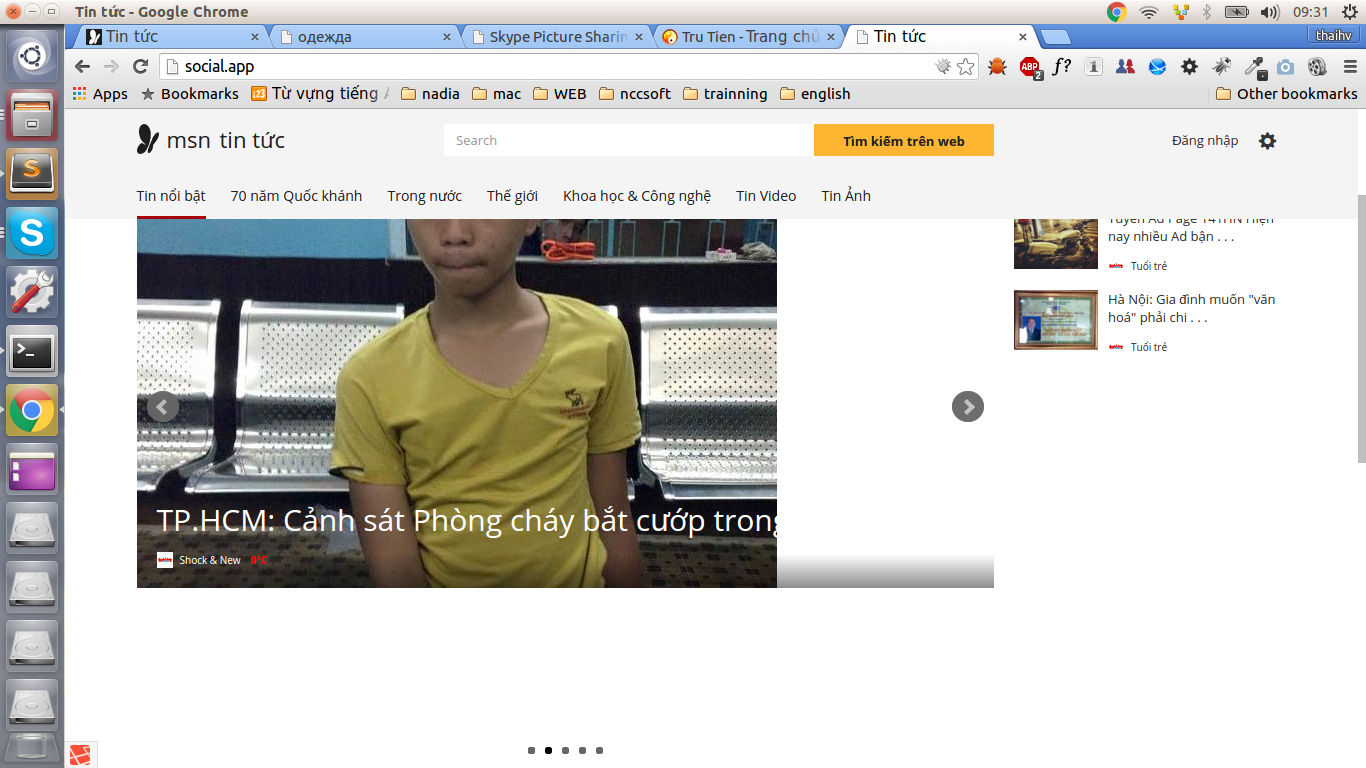 Tin tức - Google Chrome
09:31
Tin tức
одежда
Skype Picture Sharin
Tru Tien - Trang chủ
Tin tức
thaihv
social.app
ABP
2
f?
Apps
Bookmarks
123
Từ vựng tiếng A
nadia
mac
WEB
nccsoft
trainning
english
Other bookmarks
msn tin tức
Search
Tìm kiếm trên web
Đăng nhập
Tin nổi bật
70 năm Quốc khánh
Trong nước
Thế giới
Khoa học & Công nghệ
Tin Video
Tin Ảnh
Tuyển Ad Page 14THN Hiện
nay nhiều Ad bận . . .
Tuổi trẻ
Hà Nội: Gia đình muốn "văn
hoá" phải chi . . .
Tuổi trẻ
TP.HCM: Cảnh sát Phòng cháy bắt cướp trong
Shock & New
0°C